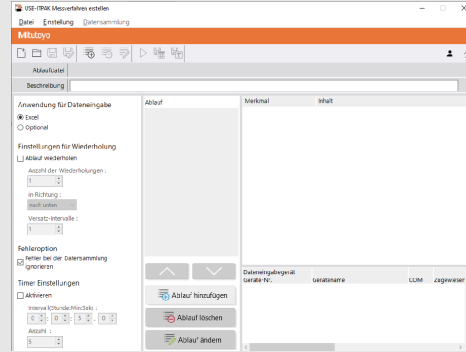 USB-ITPAK Messverfahren erstellen
Datei Einstellung Datensammlung
Mitutoyo
Ablaufdatei
Beschreibung
Anwendung für Dateneingabe
Excel
Optional
Einstellungen für Wiederholung
Ablauf wiederholen
Anzahl der Wiederholungen :
1
in Richtung :
nach unten
Versatz-Intervalle :
1
Fehleroption
Fehler bei der Datensammlung
ignorieren
Timer Einstellungen
Aktivieren
Interval(Stunde:Min:Sek) :
0 : 0 : 5 . 0 :
Anzahl :
5
Ablauf
Ablauf hinzufügen
Ablauf löschen
Ablauf ändern
Merkmal Inhalt
Dateneingabegerät
Geräte-Nr. Gerätename COM Zugewiesen